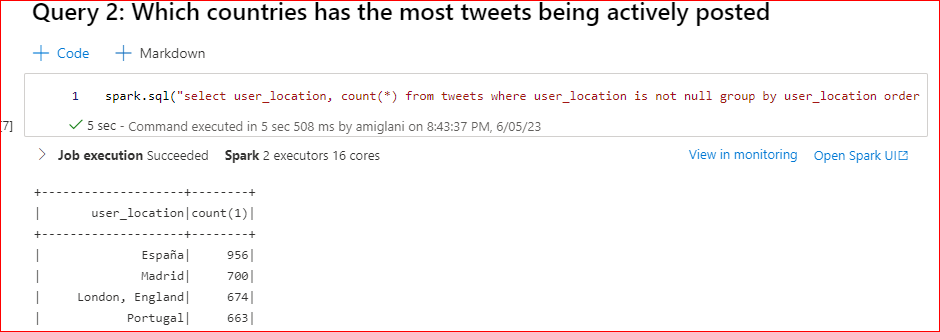 Query 2: Which countries has the most tweets being actively posted
+ Code + Markdown
1 spark.sql("select user_location, count(*) from tweets where user_location is not null group by user_location order
7] 5 sec - Command executed in 5 sec 508 ms by amiglani on 8:43:37 PM, 6/05/23
> Job execution Succeeded Spark 2 executors 16 cores View in monitoring Open Spark UI
+-------------------+--------+
|      user_location|count(1)|
+-------------------+--------+
|             España|     956|
|             Madrid|     700|
|    London, England|     674|
|           Portugal|     663|